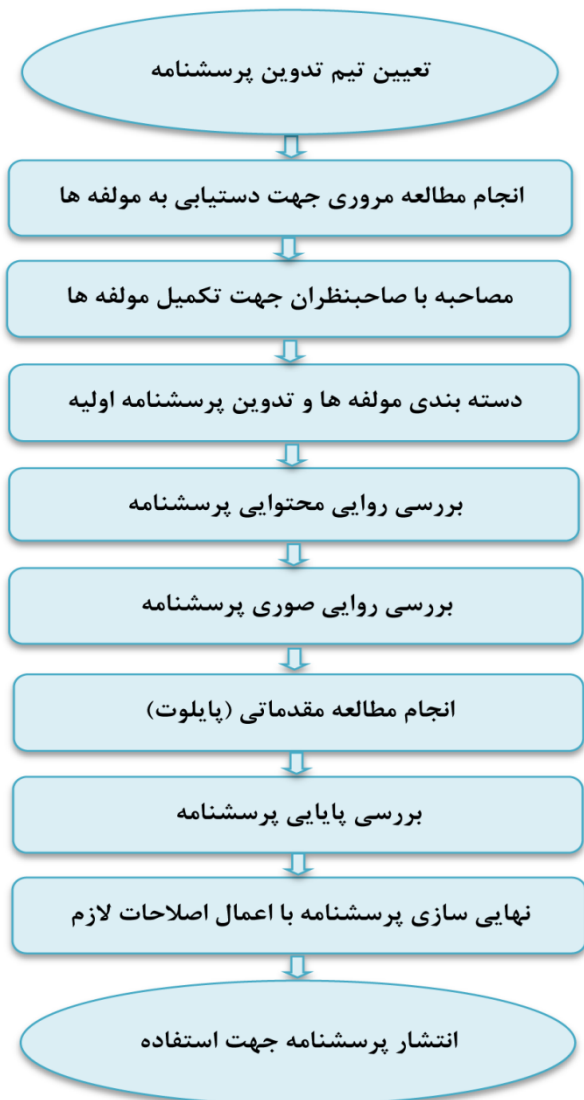 تعیین تیم تدوین پرسشنامه
انجام مطالعه مروری جهت دستیابی به مولفه ها
مصاحبه با صاحبنظران جهت تکمیل مولفه ها
دسته بندی مولفه ها و تدوین پرسشنامه اولیه
بررسی روایی محتوایی پرسشنامه
بررسی روایی صوری پرسشنامه
انجام مطالعه مقدماتی (پایلوت)
بررسی پایایی پرسشنامه
نهایی سازی پرسشنامه با اعمال اصلاحات لازم
انتشار پرسشنامه جهت استفاده